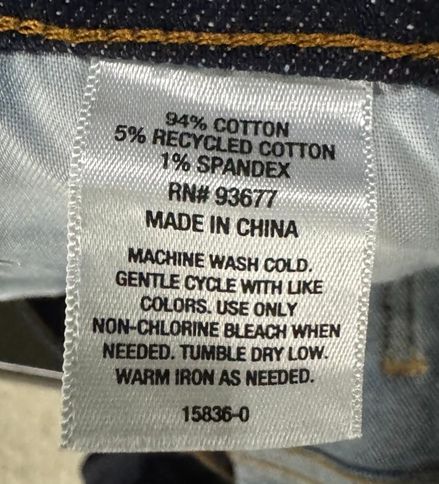 94% COTTON
5% RECYCLED COTTON
1% SPANDEX
RN# 93677
MADE IN CHINA
MACHINE WASH COLD.
GENTLE CYCLE WITH LIKE
COLORS. USE ONLY
NON-CHLORINE BLEACH WHEN
NEEDED. TUMBLE DRY LOW.
WARM IRON AS NEEDED.
15836-0